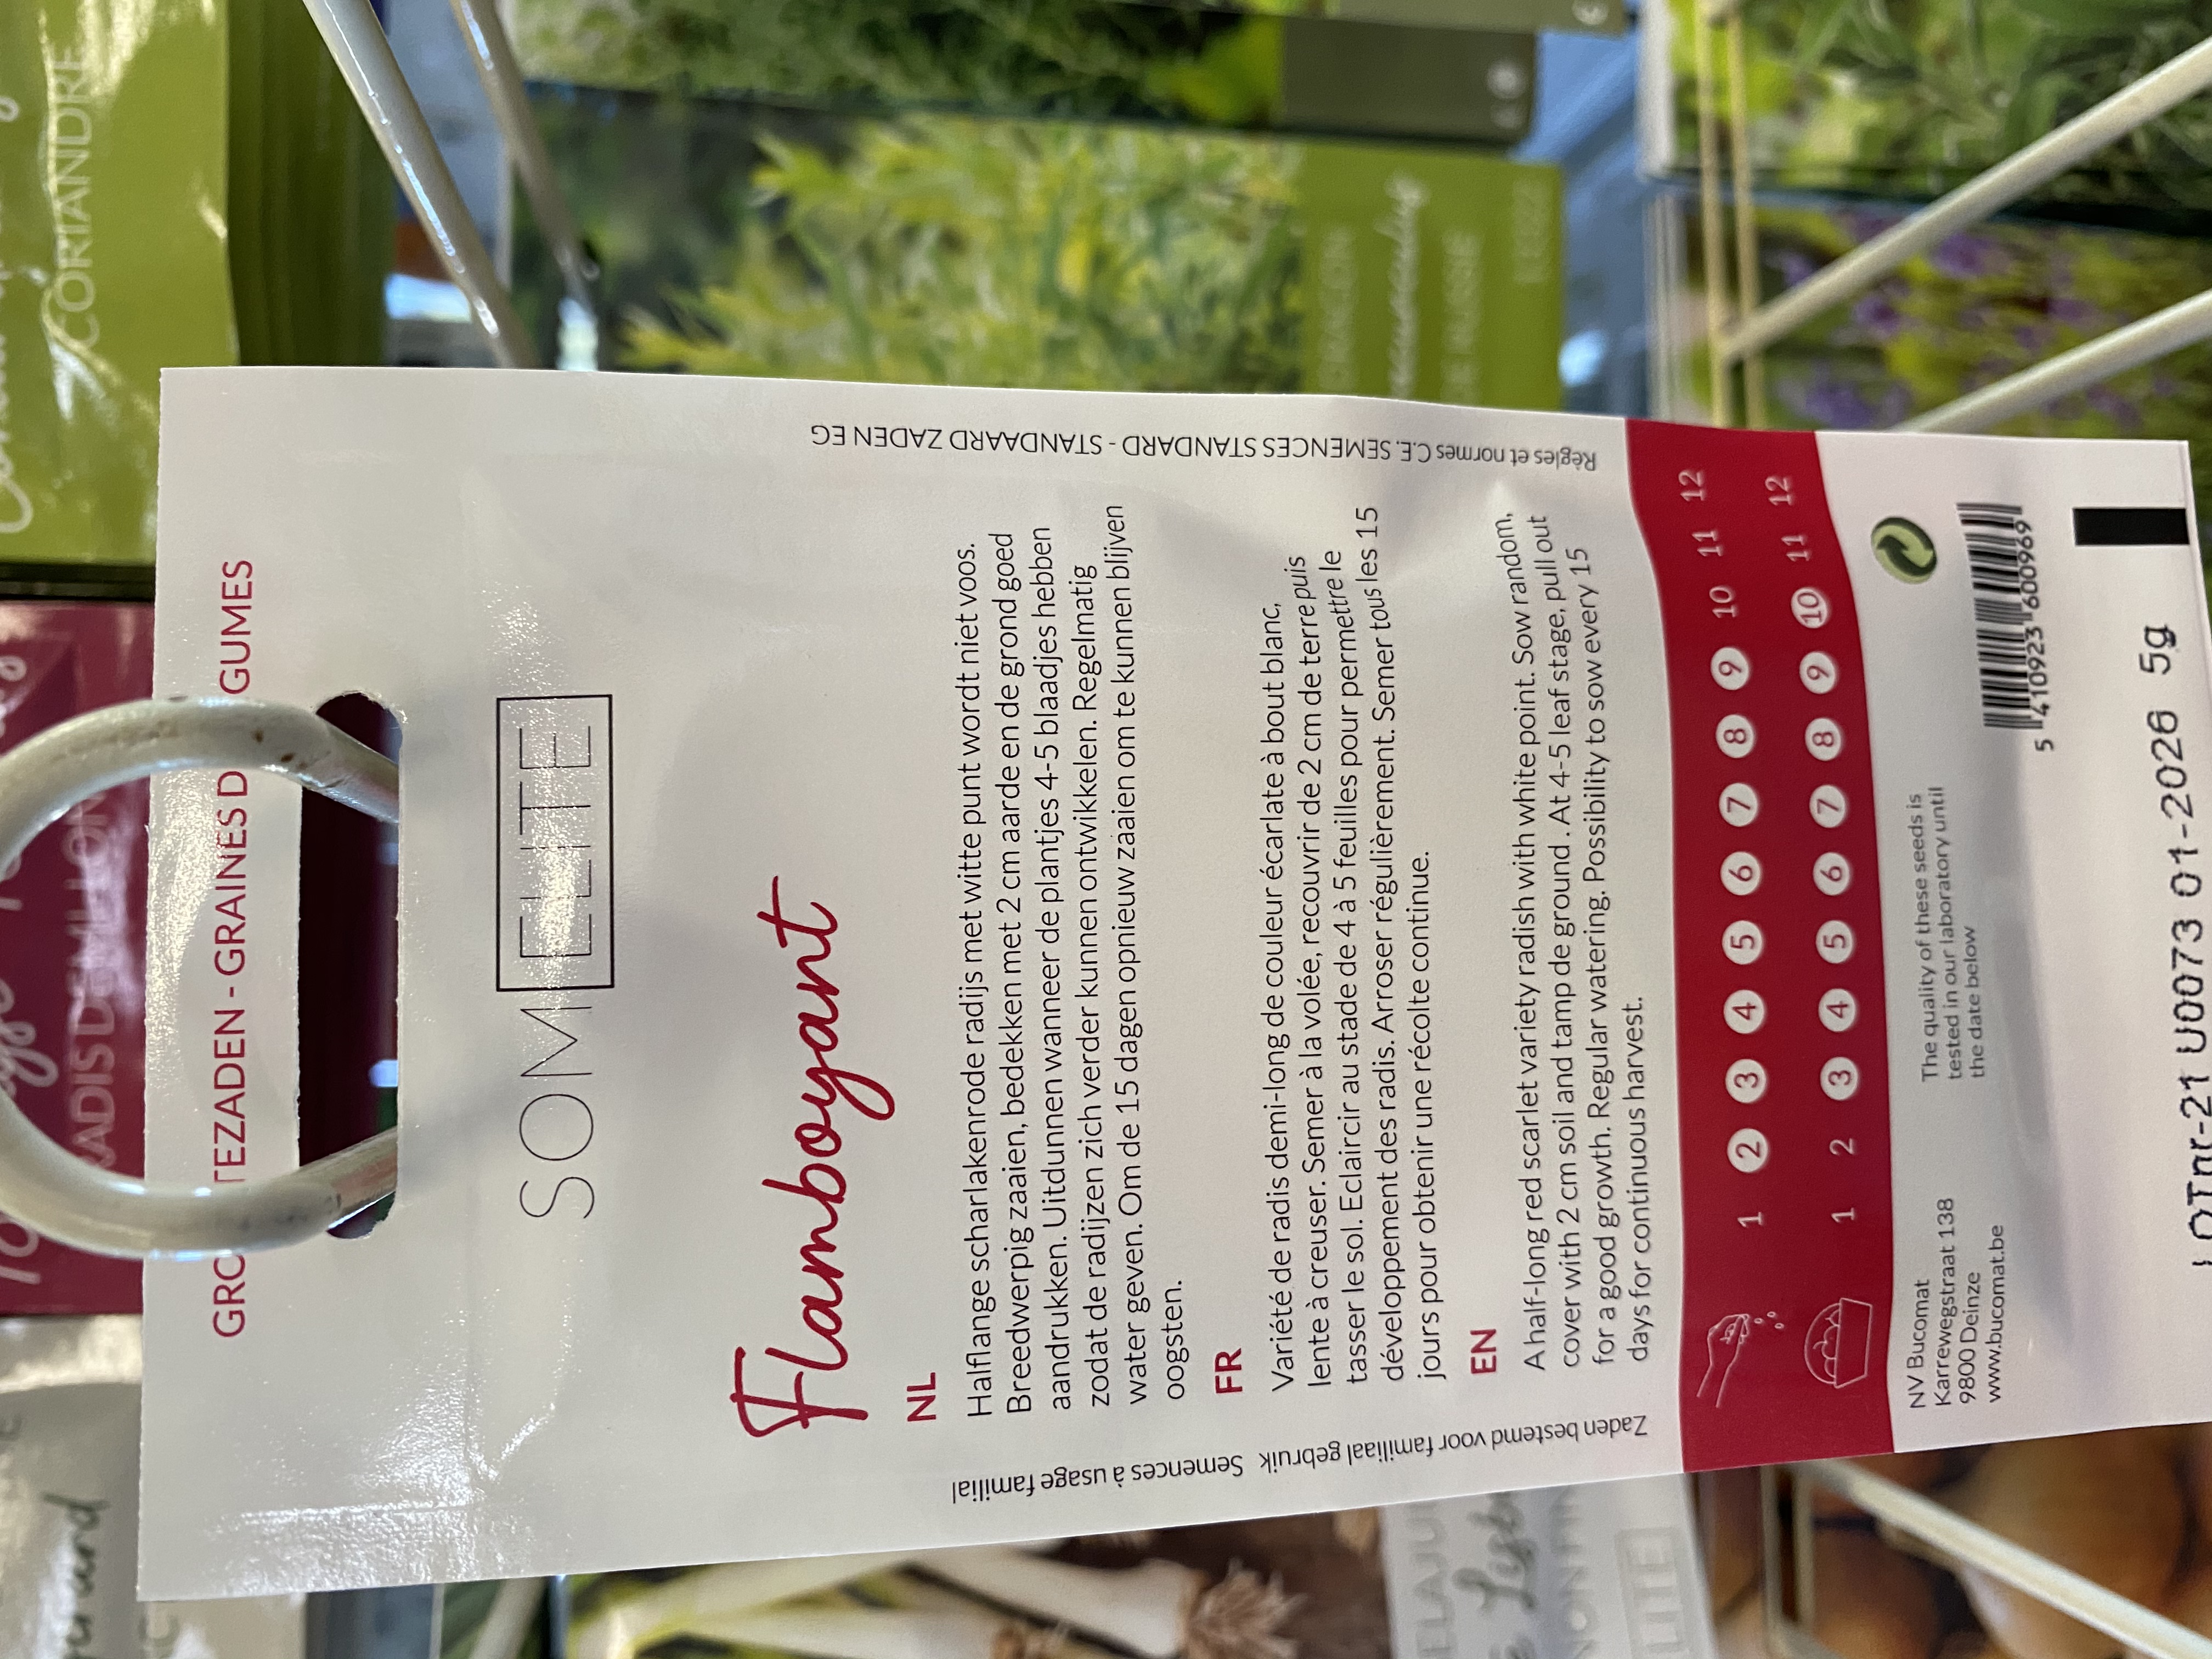 GRO TEZADEN - GRAINES D GUMES
SOM ELITE
Flamboyant
NL
Halflange scharlakenrode radijs met witte punt wordt niet voos.
Breedwerpig zaaien, bedekken met 2 cm aarde en de grond goed
aandrukken. Uitdunnen wanneer de plantjes 4-5 blaadjes hebben
zodat de radijzen zich verder kunnen ontwikkelen. Regelmatig
water geven. Om de 15 dagen opnieuw zaaien om te kunnen blijven
oogsten.
FR
Variété de radis demi-long de couleur écarlate à bout blanc,
lente à creuser. Semer à la volée, recouvrir de 2 cm de terre puis
tasser le sol. Eclaircir au stade de 4 à 5 feuilles pour permettre le
développement des radis. Arroser régulièrement. Semer tous les 15
jours pour obtenir une récolte continue.
EN
A half-long red scarlet variety radish with white point. Sow random,
cover with 2 cm soil and tamp de ground . At 4-5 leaf stage, pull out
for a good growth. Regular watering. Possibility to sow every 15
days for continuous harvest.
1 2 3 4 5 6 7 8 9 10 11 12
1 2 3 4 5 6 7 8 9 10 11 12
NV Bucomat
Karrewegstraat 138
9800 Deinze
www.bucomat.be
The quality of these seeds is
tested in our laboratory until
the date below
5 410923 600969
LOTnr-21 U0073 01-2026 5g
Zaden bestemd voor familiaal gebruik Semences à usage familial
Règles et normes C.E. SEMENCES STANDARD - STANDAARD ZADEN EG
CORIANDRE
RADIS DEMI-LONG